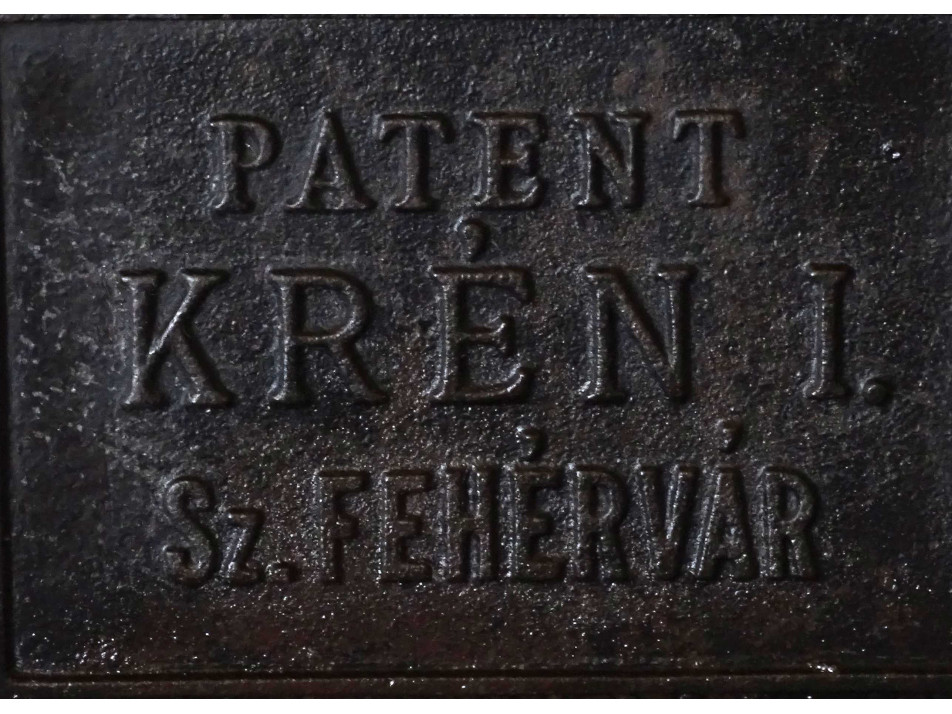 PATENT
KRÉN I.
Sz. FEHÉRVÁR